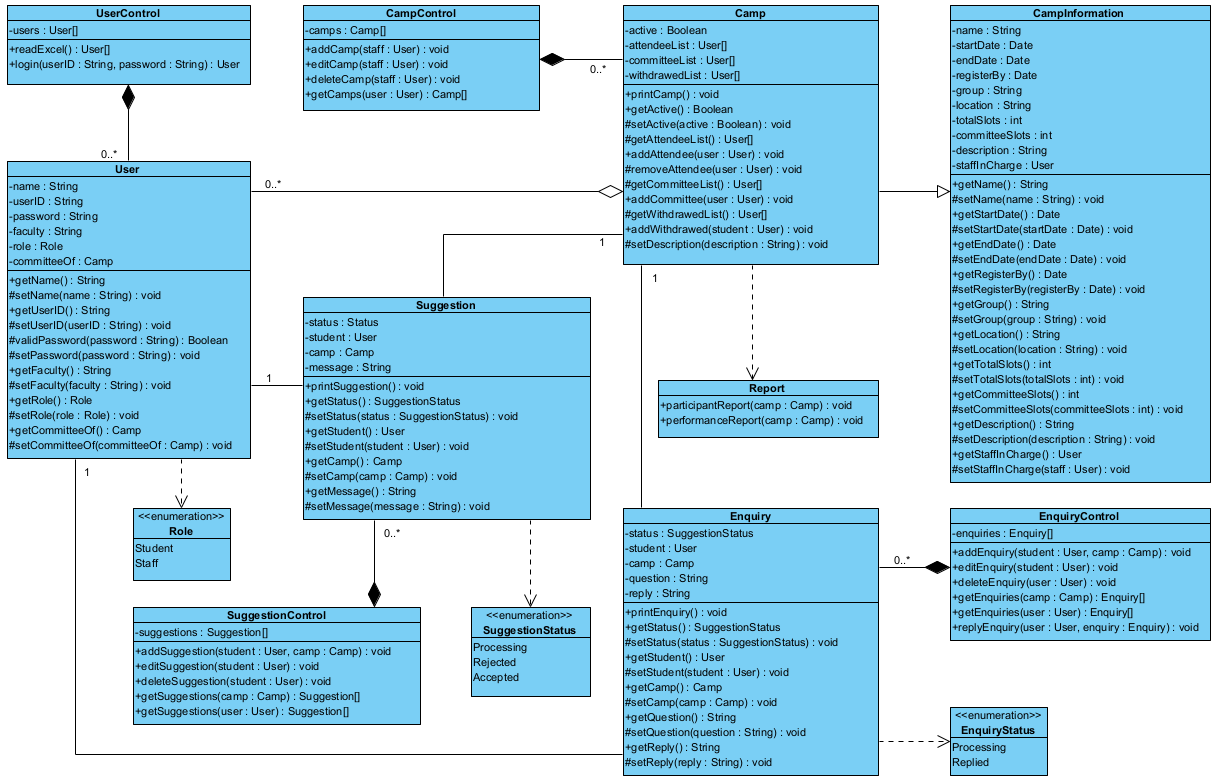 UserControl
-users : User[]
+readExcel() : User[]
+login(userID : String, password : String) : User
CampControl
-camps : Camp[]
+addCamp(staff : User) : void
+editCamp(staff : User) : void
+deleteCamp(staff : User) : void
+getCamps(user : User) : Camp[]
0..*
Camp
-active : Boolean
-attendeeList : User[]
-committeeList : User[]
-withdrawedList : User[]
+printCamp() : void
+getActive() : Boolean
#setActive(active : Boolean) : void
#getAttendeeList() : User[]
+addAttendee(user : User) : void
#removeAttendee(user : User) : void
#getCommitteeList() : User[]
+addCommittee(user : User) : void
#getWithdrawedList() : User[]
+addWithdrawed(student : User) : void
#setDescription(description : String) : void
CampInformation
-name : String
-startDate : Date
-endDate : Date
-registerBy : Date
-group : String
-location : String
-totalSlots : int
-committeeSlots : int
-description : String
-staffInCharge : User
+getName() : String
#setName(name : String) : void
+getStartDate() : Date
#setStartDate(startDate : Date) : void
+getEndDate() : Date
#setEndDate(endDate : Date) : void
+getRegisterBy() : Date
#setRegisterBy(registerBy : Date) : void
+getGroup() : String
#setGroup(group : String) : void
+getLocation() : String
#setLocation(location : String) : void
+getTotalSlots() : int
#setTotalSlots(totalSlots : int) : void
+getCommitteeSlots() : int
#setCommitteeSlots(committeeSlots : int) : void
+getDescription() : String
#setDescription(description : String) : void
+getStaffInCharge() : User
#setStaffInCharge(staff : User) : void
0..*
User
-name : String
-userID : String
-password : String
-faculty : String
-role : Role
-committeeOf : Camp
+getName() : String
#setName(name : String) : void
+getUserID() : String
#setUserID(userID : String) : void
#validPassword(password : String) : Boolean
#setPassword(password : String) : void
+getFaculty() : String
#setFaculty(faculty : String) : void
+getRole() : Role
#setRole(role : Role) : void
+getCommitteeOf() : Camp
#setCommitteeOf(committeeOf : Camp) : void
0..*
1
1
1
1
Suggestion
-status : Status
-student : User
-camp : Camp
-message : String
+printSuggestion() : void
+getStatus() : SuggestionStatus
#setStatus(status : SuggestionStatus) : void
+getStudent() : User
#setStudent(student : User) : void
+getCamp() : Camp
#setCamp(camp : Camp) : void
+getMessage() : String
#setMessage(message : String) : void
Report
+participantReport(camp : Camp) : void
+performanceReport(camp : Camp) : void
<<enumeration>>
Role
Student
Staff
0..*
SuggestionControl
-suggestions : Suggestion[]
+addSuggestion(student : User, camp : Camp) : void
+editSuggestion(student : User) : void
+deleteSuggestion(student : User) : void
+getSuggestions(camp : Camp) : Suggestion[]
+getSuggestions(user : User) : Suggestion[]
<<enumeration>>
SuggestionStatus
Processing
Rejected
Accepted
Enquiry
-status : SuggestionStatus
-student : User
-camp : Camp
-question : String
-reply : String
+printEnquiry() : void
+getStatus() : SuggestionStatus
#setStatus(status : SuggestionStatus) : void
+getStudent() : User
#setStudent(student : User) : void
+getCamp() : Camp
#setCamp(camp : Camp) : void
+getQuestion() : String
#setQuestion(question : String) : void
+getReply() : String
#setReply(reply : String) : void
0..*
EnquiryControl
-enquiries : Enquiry[]
+addEnquiry(student : User, camp : Camp) : void
+editEnquiry(student : User) : void
+deleteEnquiry(user : User) : void
+getEnquiries(camp : Camp) : Enquiry[]
+getEnquiries(user : User) : Enquiry[]
+replyEnquiry(user : User, enquiry : Enquiry) : void
<<enumeration>>
EnquiryStatus
Processing
Replied